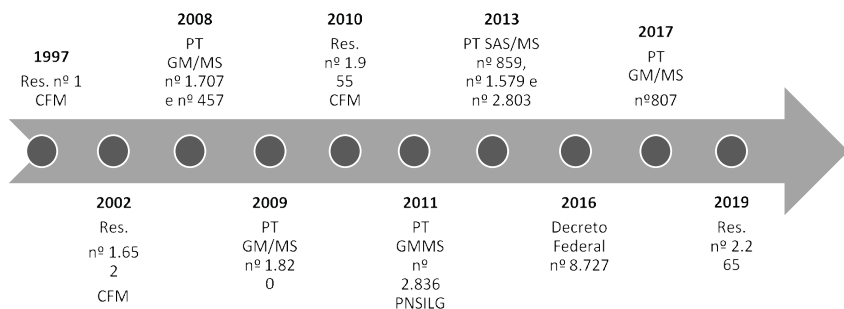 1997
Res. nº 1
CFM
2002
Res.
nº 1.65
2
CFM
2008
PT
GM/MS
nº 1.707
e nº 457
2009
PT
GM/MS
nº 1.82
0
2010
Res.
nº 1.9
55
CFM
2011
PT
GMMS
nº
2.836
PNSILG
2013
PT SAS/MS
nº 859,
nº 1.579 e
nº 2.803
2016
Decreto
Federal
nº 8.727
2017
PT
GM/MS
nº807
2019
Res.
nº 2.2
65